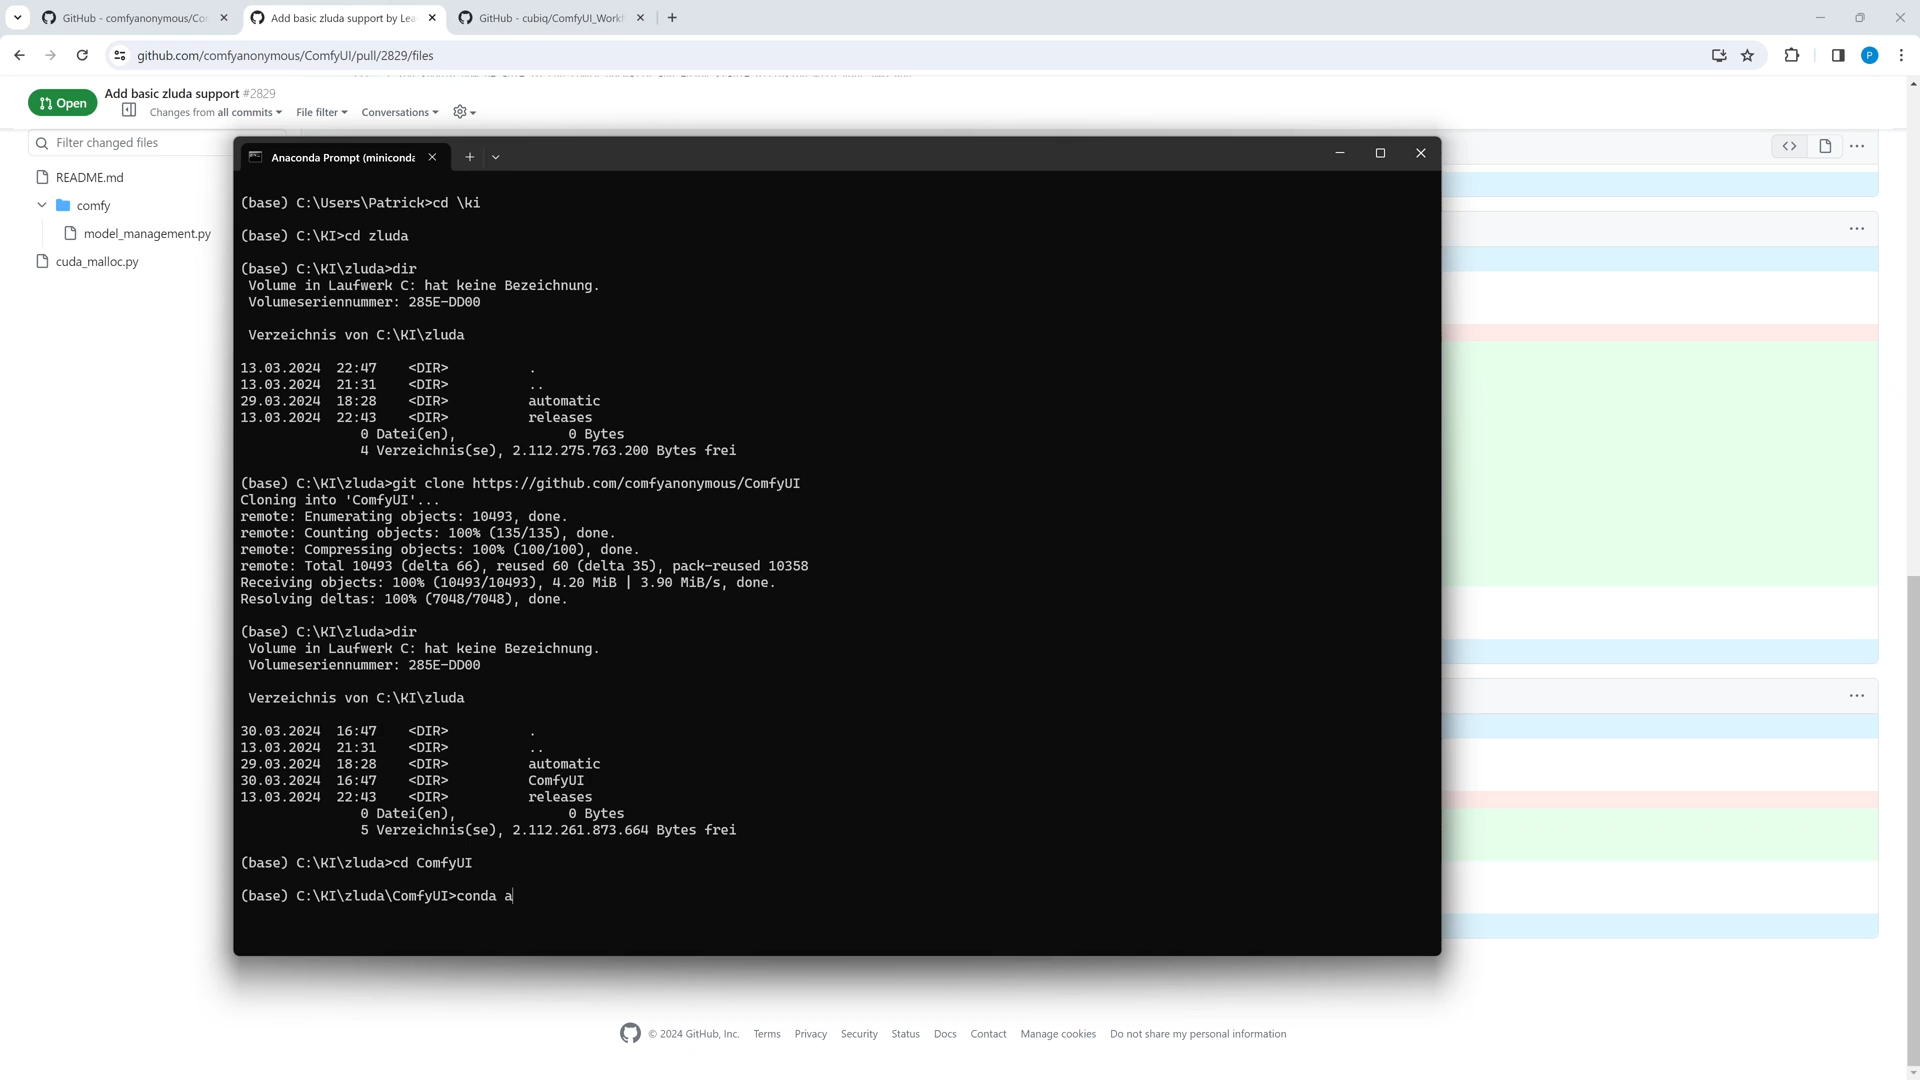 GitHub - comfyanonymous/Co
Add basic zluda support by Lea
GitHub - cubiq/ComfyUI_Workf
github.com/comfyanonymous/ComfyUI/pull/2829/files
P
Open
Add basic zluda support #2829
Changes from all commits
File filter
Conversations
Filter changed files
README.md
comfy
model_management.py
cuda_malloc.py
Anaconda Prompt (miniconda
(base) C:\Users\Patrick>cd \ki
(base) C:\KI>cd zluda
(base) C:\KI\zluda>dir
Volume in Laufwerk C: hat keine Bezeichnung.
Volumeseriennummer: 285E-DD00
Verzeichnis von C:\KI\zluda
13.03.2024  22:47    <DIR>          .
13.03.2024  21:31    <DIR>          ..
29.03.2024  18:28    <DIR>          automatic
13.03.2024  22:43    <DIR>          releases
0 Datei(en),              0 Bytes
4 Verzeichnis(se), 2.112.275.763.200 Bytes frei
(base) C:\KI\zluda>git clone https://github.com/comfyanonymous/ComfyUI
Cloning into 'ComfyUI'...
remote: Enumerating objects: 10493, done.
remote: Counting objects: 100% (135/135), done.
remote: Compressing objects: 100% (100/100), done.
remote: Total 10493 (delta 66), reused 60 (delta 35), pack-reused 10358
Receiving objects: 100% (10493/10493), 4.20 MiB | 3.90 MiB/s, done.
Resolving deltas: 100% (7048/7048), done.
(base) C:\KI\zluda>dir
Volume in Laufwerk C: hat keine Bezeichnung.
Volumeseriennummer: 285E-DD00
Verzeichnis von C:\KI\zluda
30.03.2024  16:47    <DIR>          .
13.03.2024  21:31    <DIR>          ..
29.03.2024  18:28    <DIR>          automatic
30.03.2024  16:47    <DIR>          ComfyUI
13.03.2024  22:43    <DIR>          releases
0 Datei(en),              0 Bytes
5 Verzeichnis(se), 2.112.261.873.664 Bytes frei
(base) C:\KI\zluda>cd ComfyUI
(base) C:\KI\zluda\ComfyUI>conda a
© 2024 GitHub, Inc. Terms Privacy Security Status Docs Contact Manage cookies Do not share my personal information